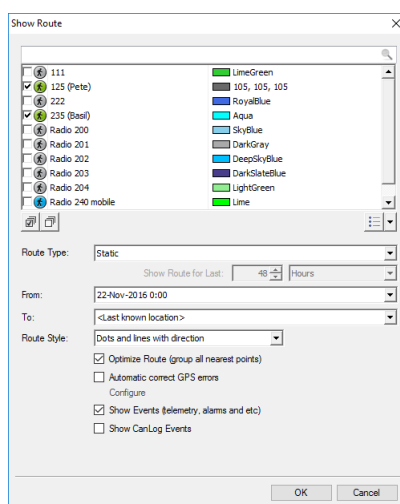 Show Route
111 LimeGreen
125 (Pete) 105, 105, 105
222 RoyalBlue
235 (Basil) Aqua
Radio 200 SkyBlue
Radio 201 DarkGray
Radio 202 DeepSkyBlue
Radio 203 DarkSlateBlue
Radio 204 LightGreen
Radio 240 mobile Lime
Route Type: Static
Show Route for Last: 48 Hours
From: 22-Nov-2016 0:00
To: <Last known location>
Route Style: Dots and lines with direction
Optimize Route (group all nearest points)
Automatic correct GPS errors
Configure
Show Events (telemetry, alarms and etc)
Show CanLog Events
OK Cancel